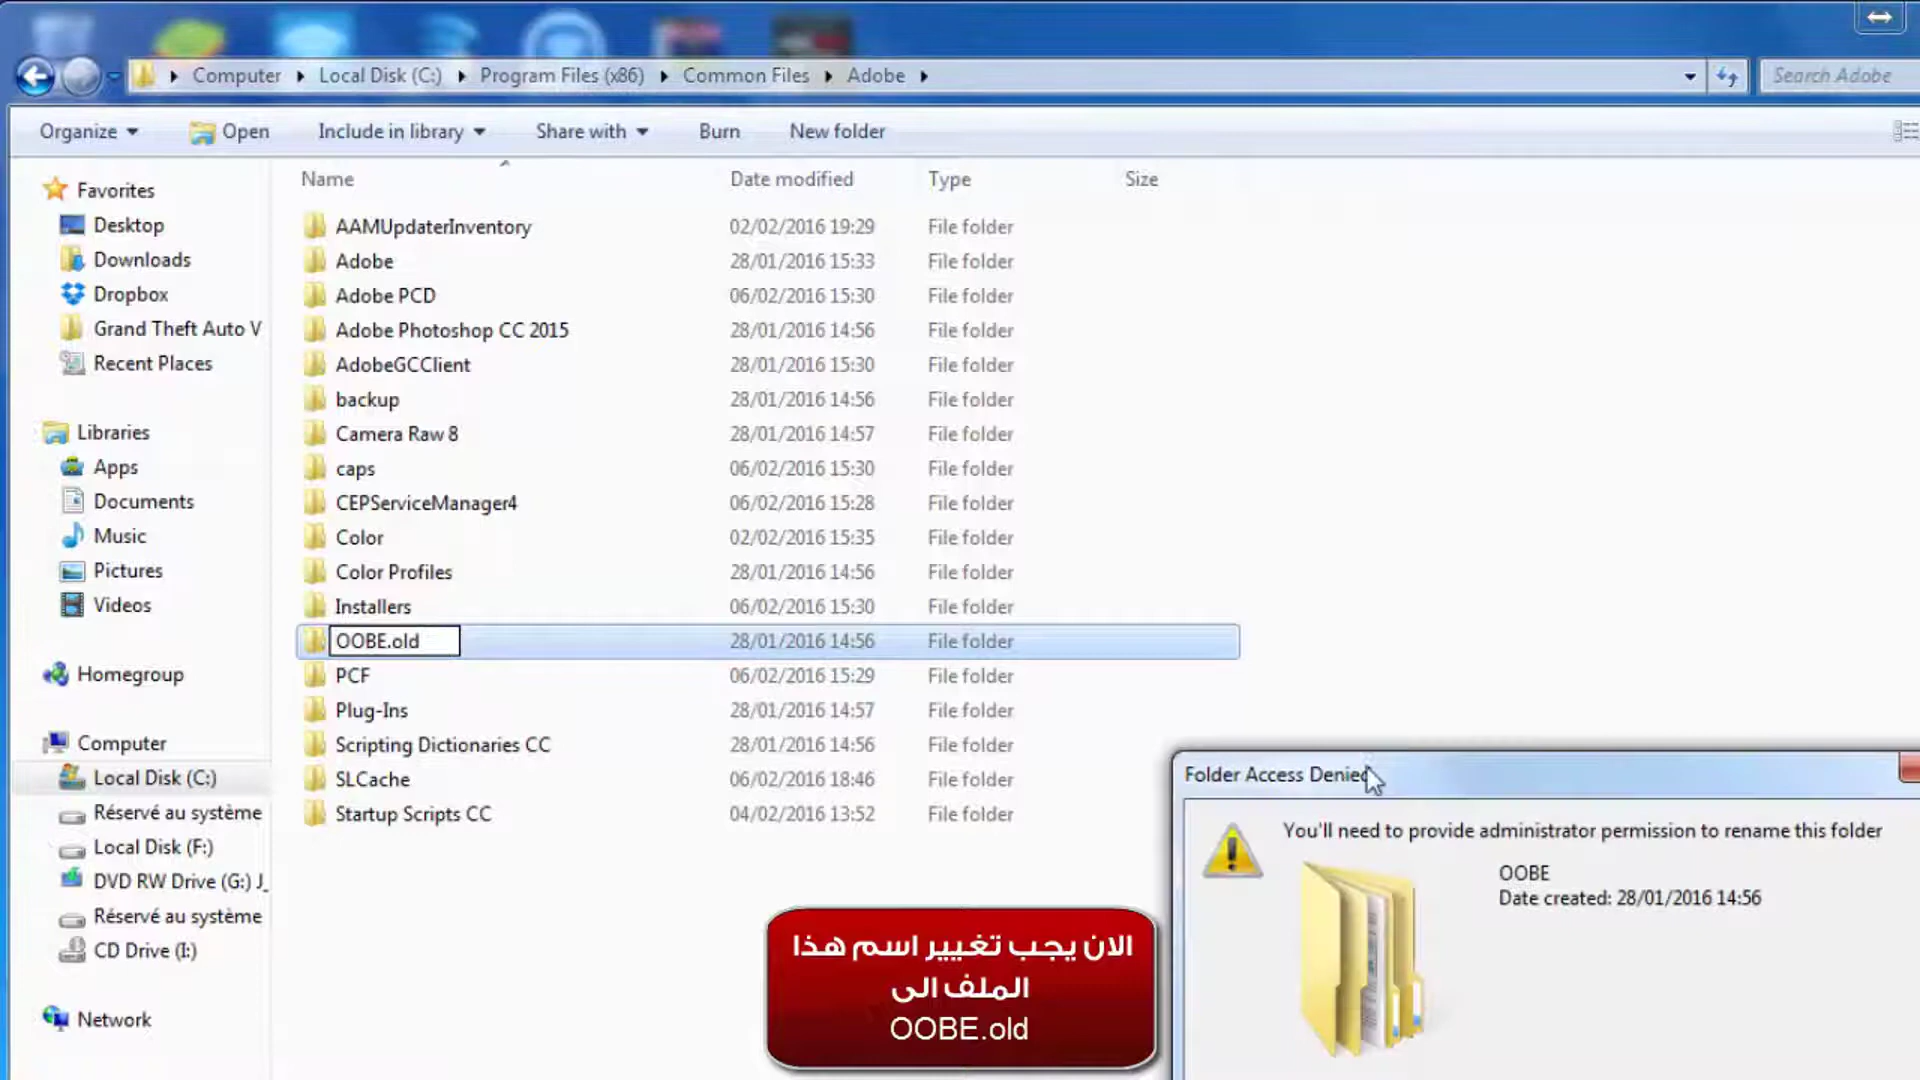 Computer
Local Disk (C:)
Program Files (x86)
Common Files
Adobe
Search Adobe
Organize
Open
Include in library
Share with
Burn
New folder
Name Date modified Type Size
Favorites
Desktop
Downloads
Dropbox
Grand Theft Auto V
Recent Places
Libraries
Apps
Documents
Music
Pictures
Videos
Homegroup
Computer
Local Disk (C:)
Réservé au système
Local Disk (F:)
DVD RW Drive (G:) J_
Réservé au système
CD Drive (I:)
Network
AAMUpdaterInventory 02/02/2016 19:29 File folder
Adobe 28/01/2016 15:33 File folder
Adobe PCD 06/02/2016 15:30 File folder
Adobe Photoshop CC 2015 28/01/2016 14:56 File folder
AdobeGCClient 28/01/2016 15:30 File folder
backup 28/01/2016 14:56 File folder
Camera Raw 8 28/01/2016 14:57 File folder
caps 06/02/2016 15:30 File folder
CEPServiceManager4 06/02/2016 15:28 File folder
Color 02/02/2016 15:35 File folder
Color Profiles 28/01/2016 14:56 File folder
Installers 06/02/2016 15:30 File folder
OOBE.old 28/01/2016 14:56 File folder
PCF 06/02/2016 15:29 File folder
Plug-Ins 28/01/2016 14:57 File folder
Scripting Dictionaries CC 28/01/2016 14:56 File folder
SLCache 06/02/2016 18:46 File folder
Startup Scripts CC 04/02/2016 13:52 File folder
Folder Access Denied
You'll need to provide administrator permission to rename this folder
OOBE
Date created: 28/01/2016 14:56
الان يجب تغيير اسم هذا
الملف الى
OOBE.old